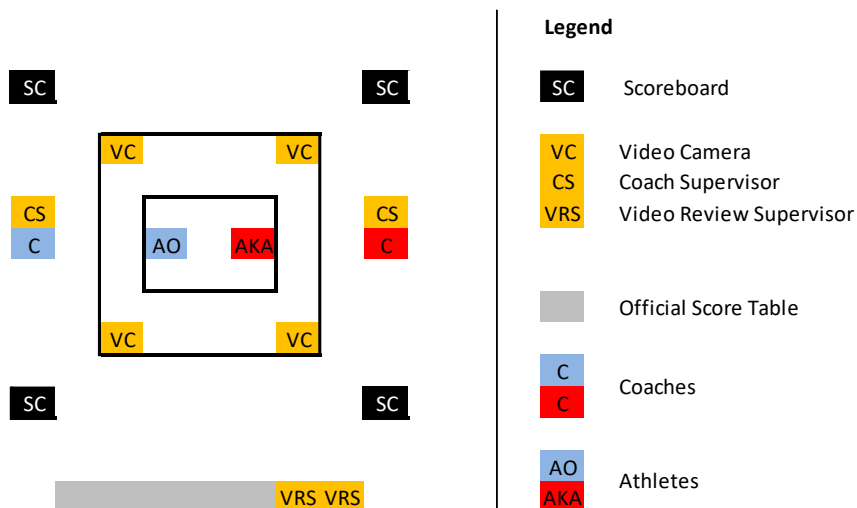 SC SC
VC VC
CS CS
C AO AKA C
VC VC
SC SC
VRS VRS
Legend
SC Scoreboard
VC Video Camera
CS Coach Supervisor
VRS Video Review Supervisor
Official Score Table
C
C
Coaches
AO
AKA
Athletes